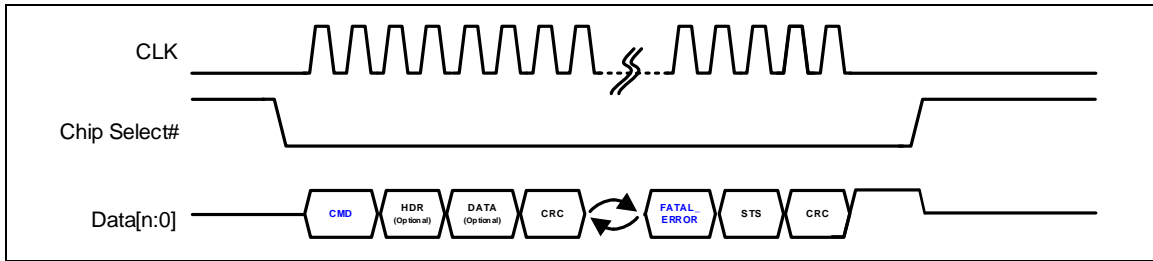 CLK
Chip Select#
Data[n:0]
CMD
HDR
(Optional)
DATA
(Optional)
CRC
FATAL_
ERROR
STS
CRC